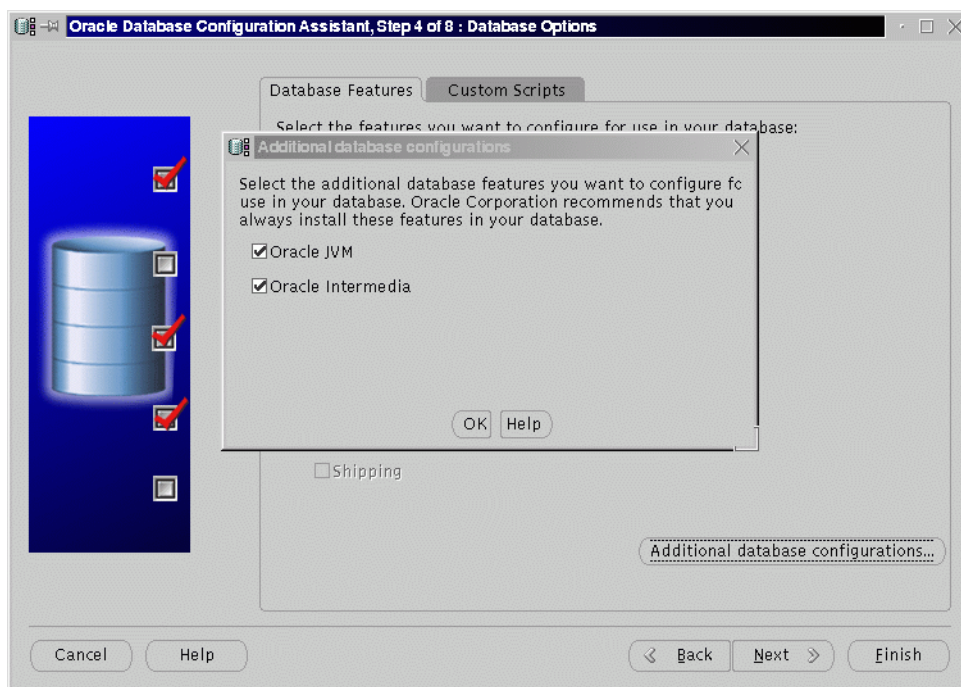 Oracle Database Configuration Assistant, Step 4 of 8 : Database Options
Database Features
Custom Scripts
Select the features you want to configure for use in your database:
Additional database configurations
Select the additional database features you want to configure fo
use in your database. Oracle Corporation recommends that you
always install these features in your database.
Oracle JVM
Oracle Intermedia
OK
Help
Shipping
Additional database configurations...
Cancel
Help
Back
Next
Finish